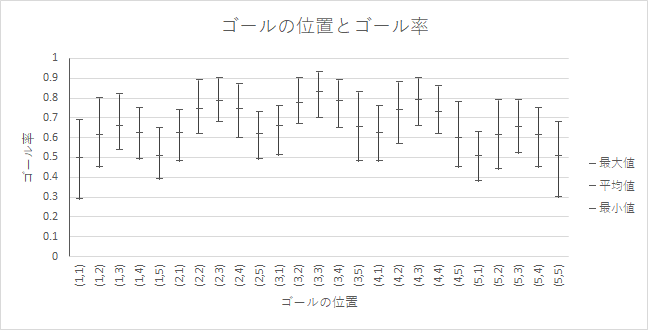 ゴールの位置とゴール率
1
0.9
0.8
0.7
0.6
0.5
0.4
0.3
0.2
0.1
0
ゴール率
(1,1) (1,2) (1,3) (1,4) (1,5) (2,1) (2,2) (2,3) (2,4) (2,5) (3,1) (3,2) (3,3) (3,4) (3,5) (4,1) (4,2) (4,3) (4,4) (4,5) (5,1) (5,2) (5,3) (5,4) (5,5)
ゴールの位置
最大値
平均値
最小値